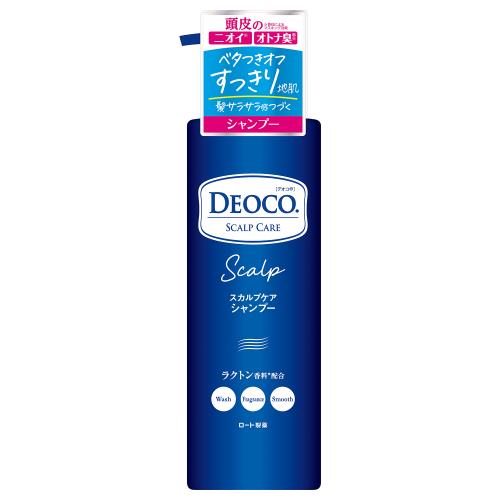 頭皮の
ニオイ* オトナ臭*
ベタつきオフ
すっきり地肌
髪サラサラ感つづく
シャンプー
(デオコ®)
DEOCO.
SCALP CARE
Scalp
スカルプケア
シャンプー
ラクトン香料*配合
Wash Fragrance Smooth
ロート製薬